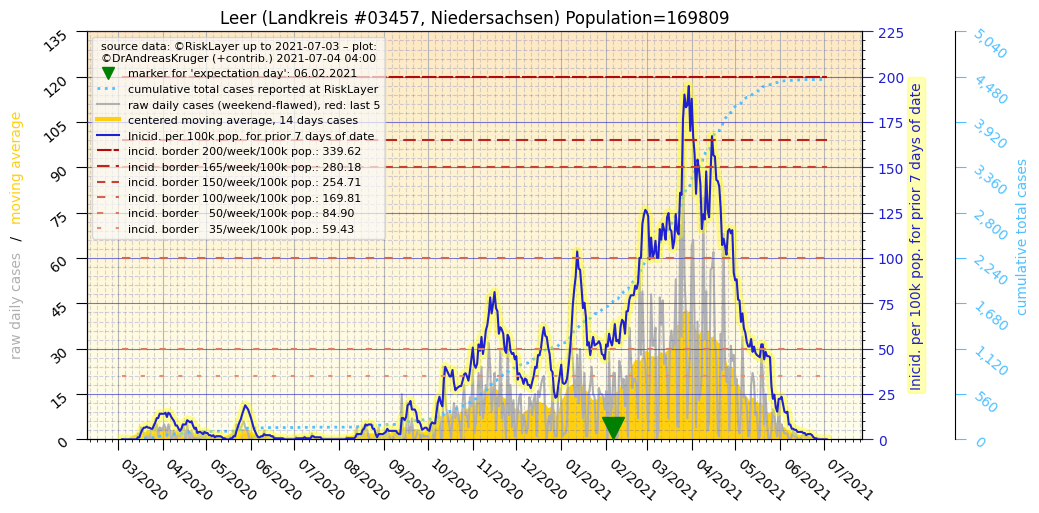 Leer (Landkreis #03457, Niedersachsen) Population=169809
source data: ©RiskLayer up to 2021-07-03 – plot:
©DrAndreasKruger (+contrib.) 2021-07-04 04:00
marker for 'expectation day': 06.02.2021
cumulative total cases reported at RiskLayer
raw daily cases (weekend-flawed), red: last 5
centered moving average, 14 days cases
Inicid. per 100k pop. for prior 7 days of date
incid. border 200/week/100k pop.: 339.62
incid. border 165/week/100k pop.: 280.18
incid. border 150/week/100k pop.: 254.71
incid. border 100/week/100k pop.: 169.81
incid. border 50/week/100k pop.: 84.90
incid. border 35/week/100k pop.: 59.43
raw daily cases / moving average
135
120
105
90
75
60
45
30
15
0
225
200
175
150
125
100
75
50
25
0
Inicid. per 100k pop. for prior 7 days of date
5,040
4,480
3,920
3,360
2,800
2,240
1,680
1,120
560
0
cumulative total cases
03/2020
04/2020
05/2020
06/2020
07/2020
08/2020
09/2020
10/2020
11/2020
12/2020
01/2021
02/2021
03/2021
04/2021
05/2021
06/2021
07/2021